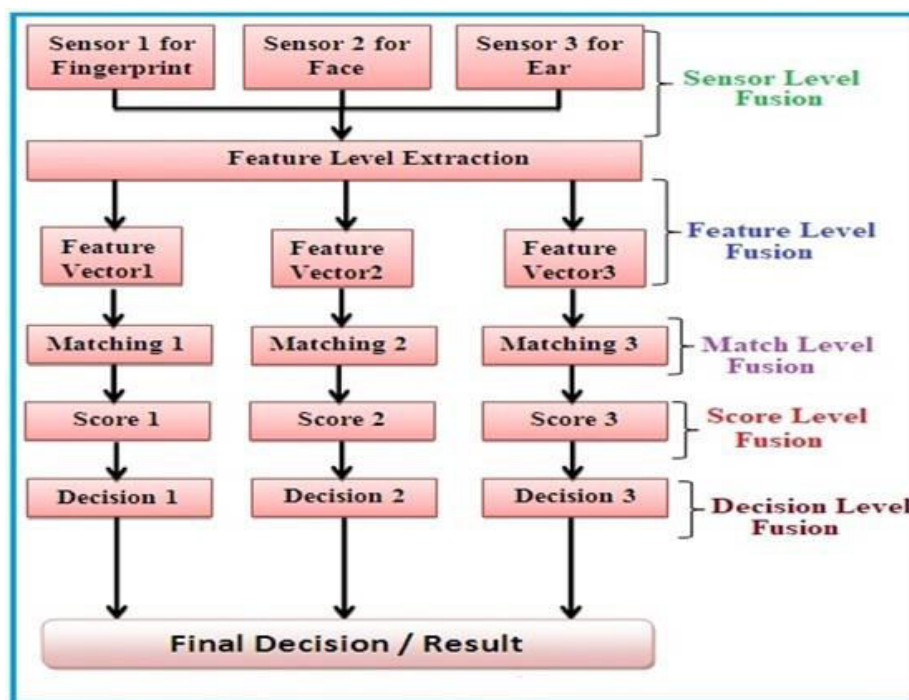 Sensor 1 for
Fingerprint
Sensor 2 for
Face
Sensor 3 for
Ear
Sensor Level
Fusion
Feature Level Extraction
Feature
Vector1
Feature
Vector2
Feature
Vector3
Feature Level
Fusion
Matching 1
Matching 2
Matching 3
Match Level
Fusion
Score 1
Score 2
Score 3
Score Level
Fusion
Decision 1
Decision 2
Decision 3
Decision Level
Fusion
Final Decision / Result